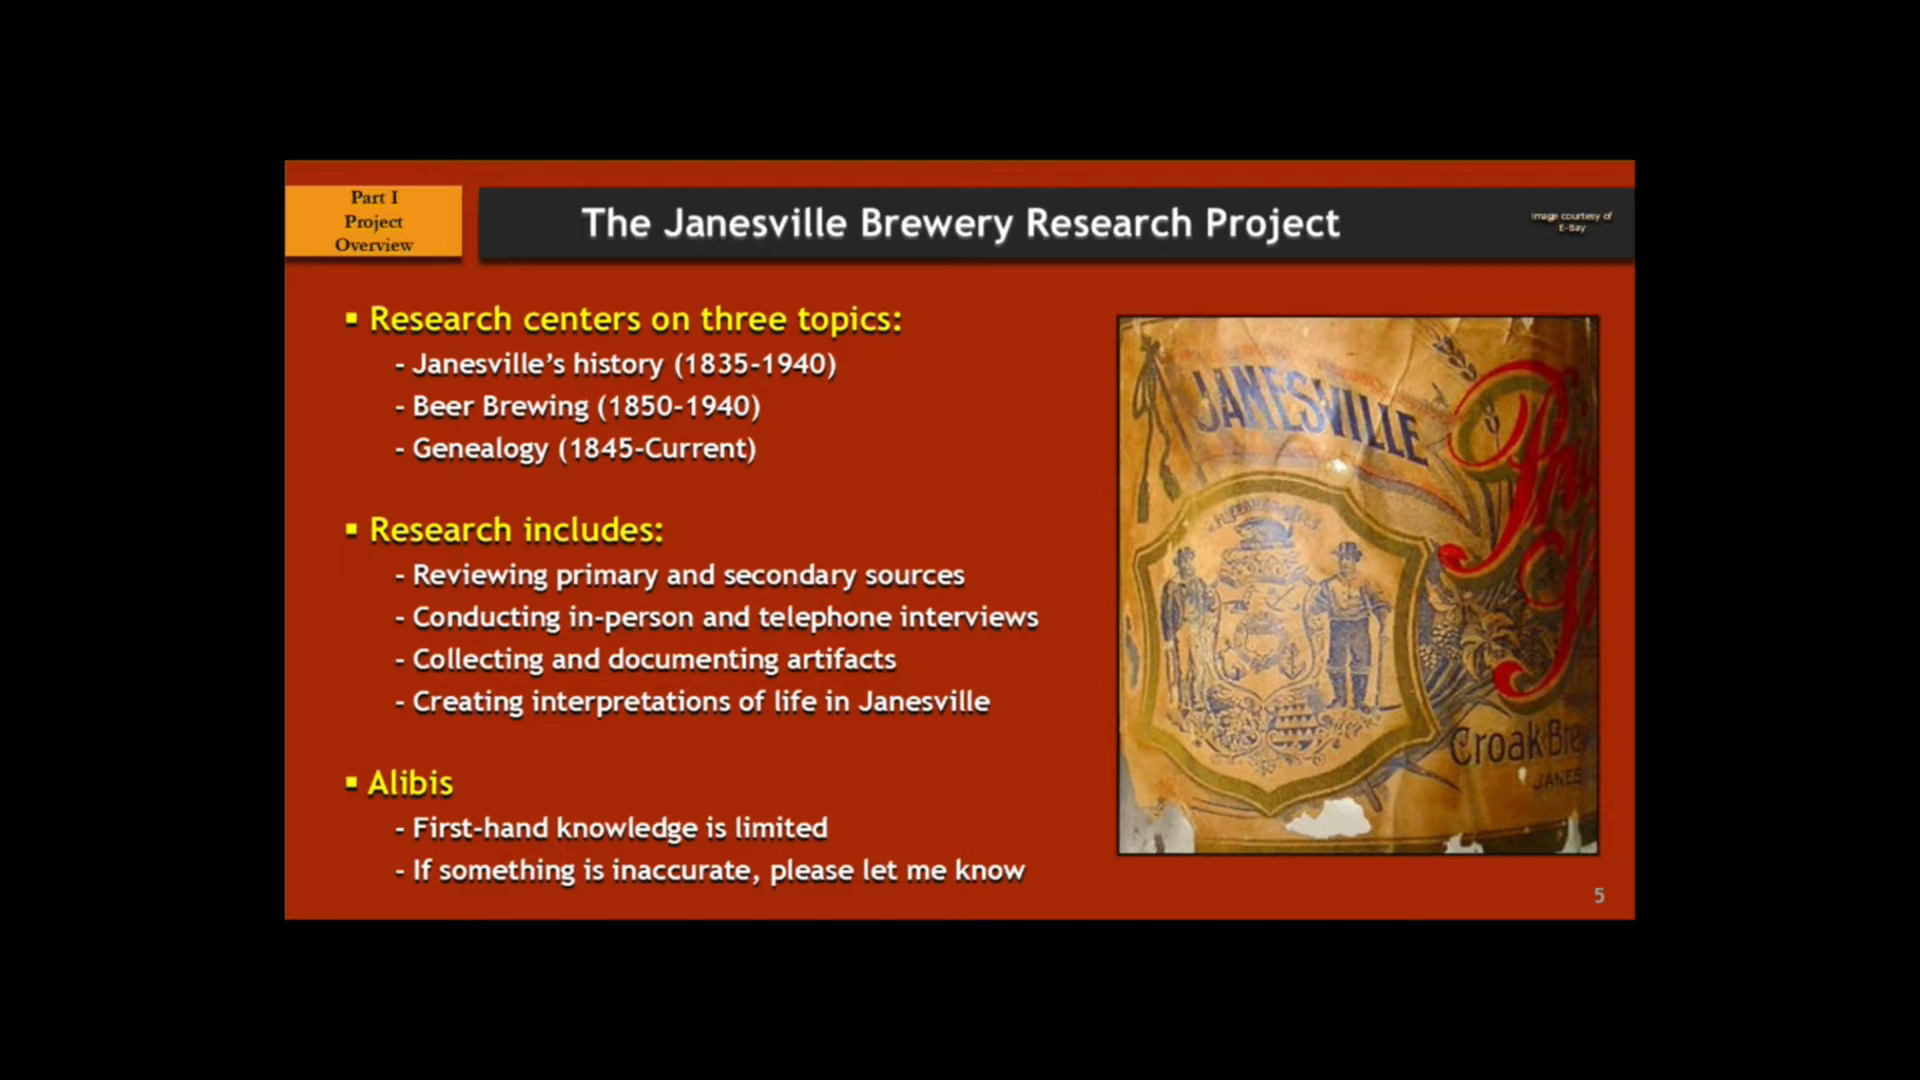 Part I
Project
Overview
The Janesville Brewery Research Project
Image courtesy of
E-Bay
▪ Research centers on three topics:
- Janesville’s history (1835-1940)
- Beer Brewing (1850-1940)
- Genealogy (1845-Current)
▪ Research includes:
- Reviewing primary and secondary sources
- Conducting in-person and telephone interviews
- Collecting and documenting artifacts
- Creating interpretations of life in Janesville
▪ Alibis
- First-hand knowledge is limited
- If something is inaccurate, please let me know
JANESVILLE
Croak Bre
JANES
5